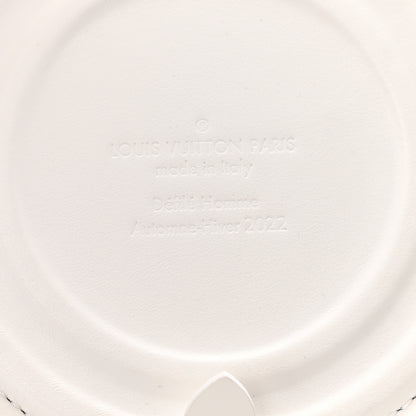 ®
LOUIS VUITTON PARIS
made in Italy
Défilé Homme
Automne-Hiver 2022